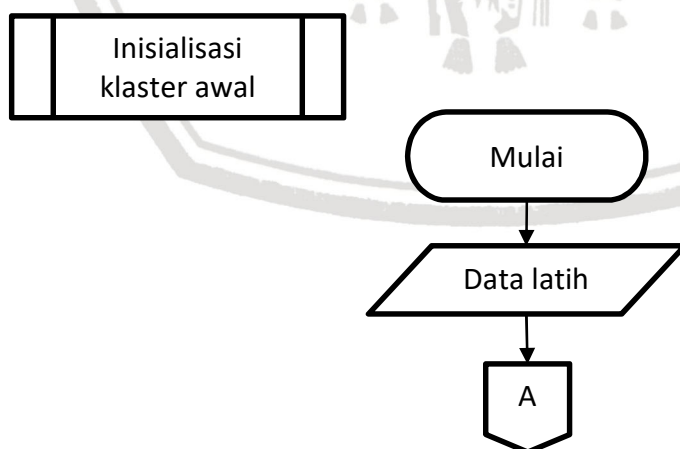 Inisialisasi
klaster awal
Mulai
Data latih
A